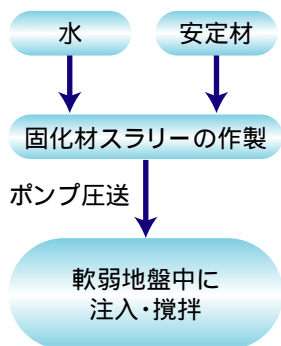 水
安定材
固化材スラリーの作製
ポンプ圧送
軟弱地盤中に
注入・撹拌